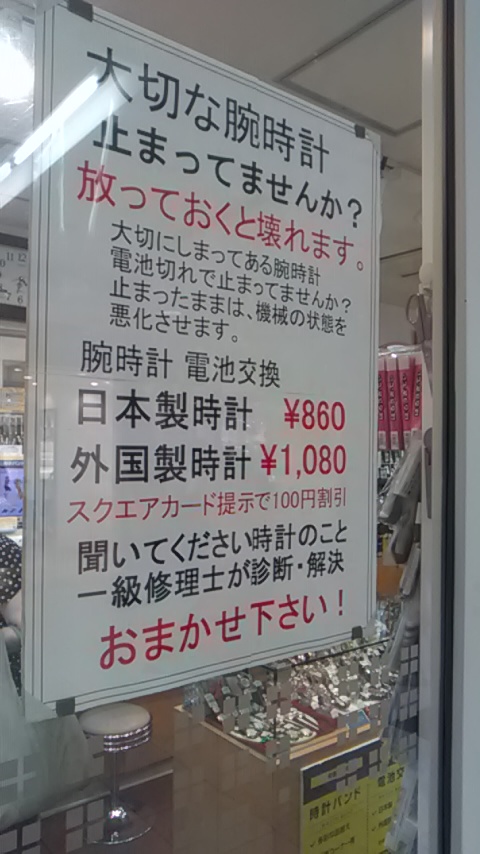 大切な腕時計
止まってませんか?
放っておくと壊れます。
大切にしまってある腕時計
電池切れで止まってませんか?
止まったままは、機械の状態を
悪化させます。
腕時計 電池交換
日本製時計 ¥860
外国製時計 ¥1,080
スクエアカード提示で100円割引
聞いてください時計のこと
一級修理士が診断・解決
おまかせ下さい!
時計バンド
電池交